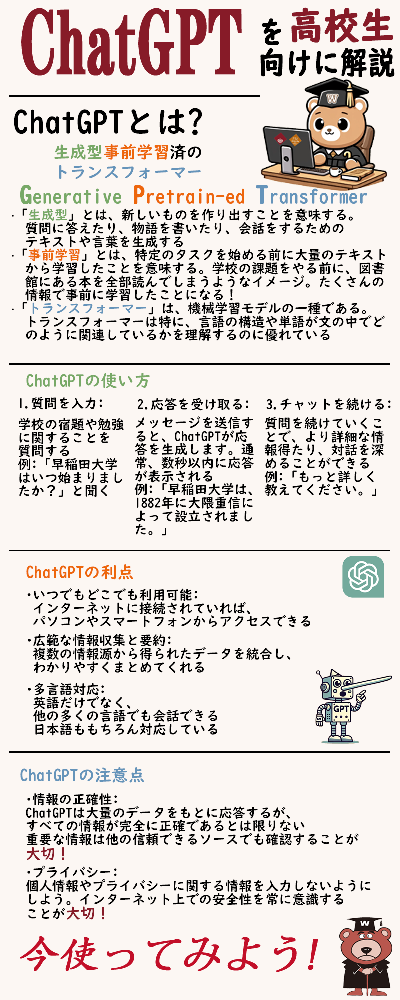 ChatGPT を高校生
向けに解説
W
ChatGPTとは?
生成型事前学習済の
トランスフォーマー
Generative Pretrain-ed Transformer
・「生成型」とは、新しいものを作り出すことを意味する。
質問に答えたり、物語を書いたり、会話をするための
テキストや言葉を生成する
・「事前学習」とは、特定のタスクを始める前に大量のテキスト
から学習したことを意味する。学校の課題をやる前に、図書
館にある本を全部読んでしまうようなイメージ。たくさんの
情報で事前に学習したことになる！
・「トランスフォーマー」は、機械学習モデルの一種である。
トランスフォーマーは特に、言語の構造や単語が文の中でど
のように関連しているかを理解するのに優れている
ChatGPTの使い方
1.質問を入力:
学校の宿題や勉強
に関することを
質問する
例:「早稲田大学
はいつ始まりまし
たか？」と聞く
2.応答を受け取る:
メッセージを送信す
ると、ChatGPTが応
答を生成します。通
常、数秒以内に応答
が表示される
例:「早稲田大学は、
1882年に大隈重信に
よって設立されまし
た。」
3.チャットを続ける:
質問を続けていくこ
とで、より詳細な情
報得たり、対話を深
めることができる
例:「もっと詳しく
教えてください。」
ChatGPTの利点
・いつでもどこでも利用可能:
インターネットに接続されていれば、
パソコンやスマートフォンからアクセスできる
・広範な情報収集と要約:
複数の情報源から得られたデータを統合し、
わかりやすくまとめてくれる
・多言語対応:
英語だけでなく、
他の多くの言語でも会話できる
日本語ももちろん対応している
GPT
GPT
ChatGPTの注意点
・情報の正確性:
ChatGPTは大量のデータをもとに応答するが、
すべての情報が完全に正確であるとは限りない
重要な情報は他の信頼できるソースでも確認することが
大切！
・プライバシー:
個人情報やプライバシーに関する情報を入力しないように
しよう。インターネット上での安全性を常に意識する
ことが大切！
W
今使ってみよう!